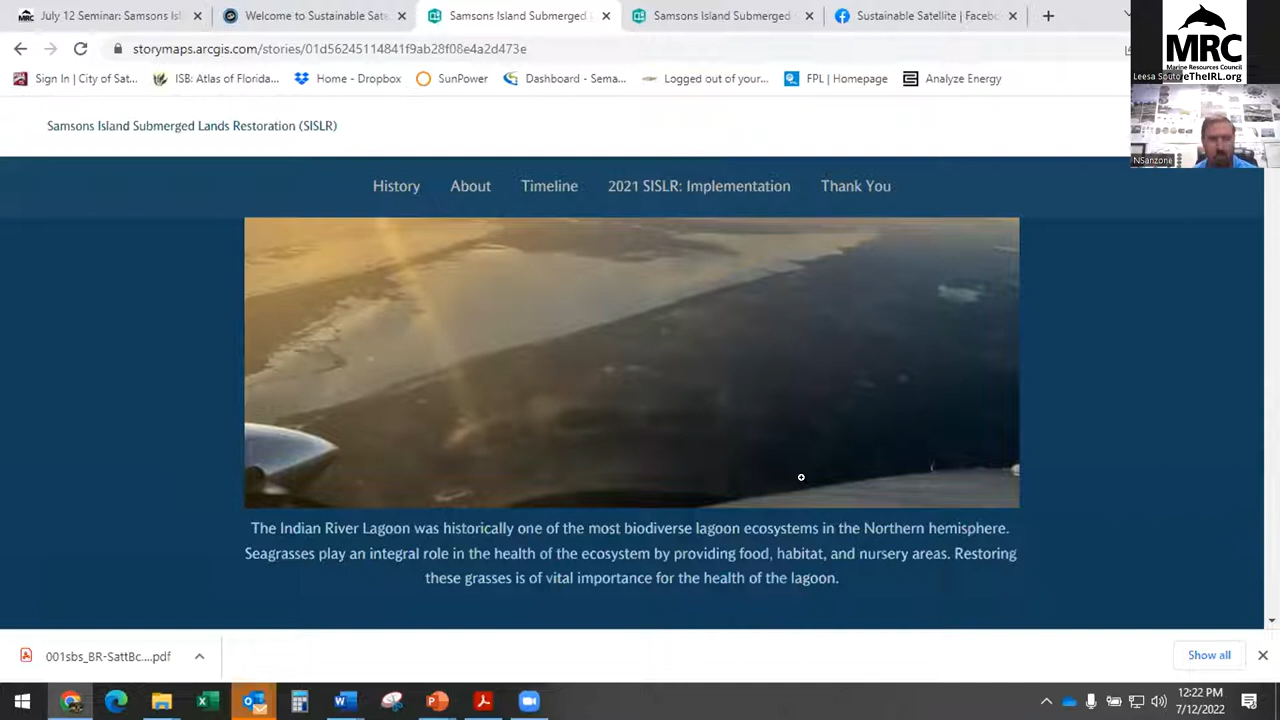 July 12 Seminar: Samsons Isl
Welcome to Sustainable Sate
Samsons Island Submerged
Samsons Island Submerged
Sustainable Satellite | Facebo
storymaps.arcgis.com/stories/01d56245114841f9ab28f08e4a2d473e
Sign In | City of Sat...
ISB: Atlas of Florida...
Home - Dropbox
SunPower
Dashboard - Sema...
Logged out of your...
FPL | Homepage
Analyze Energy
MRC
Marine Resources Council
Leesa Souto
eTheIRL.org
NSanzone
Samsons Island Submerged Lands Restoration (SISLR)
History About Timeline 2021 SISLR: Implementation Thank You
The Indian River Lagoon was historically one of the most biodiverse lagoon ecosystems in the Northern hemisphere.
Seagrasses play an integral role in the health of the ecosystem by providing food, habitat, and nursery areas. Restoring
these grasses is of vital importance for the health of the lagoon.
001sbs_BR-SattBc....pdf
Show all
12:22 PM
7/12/2022